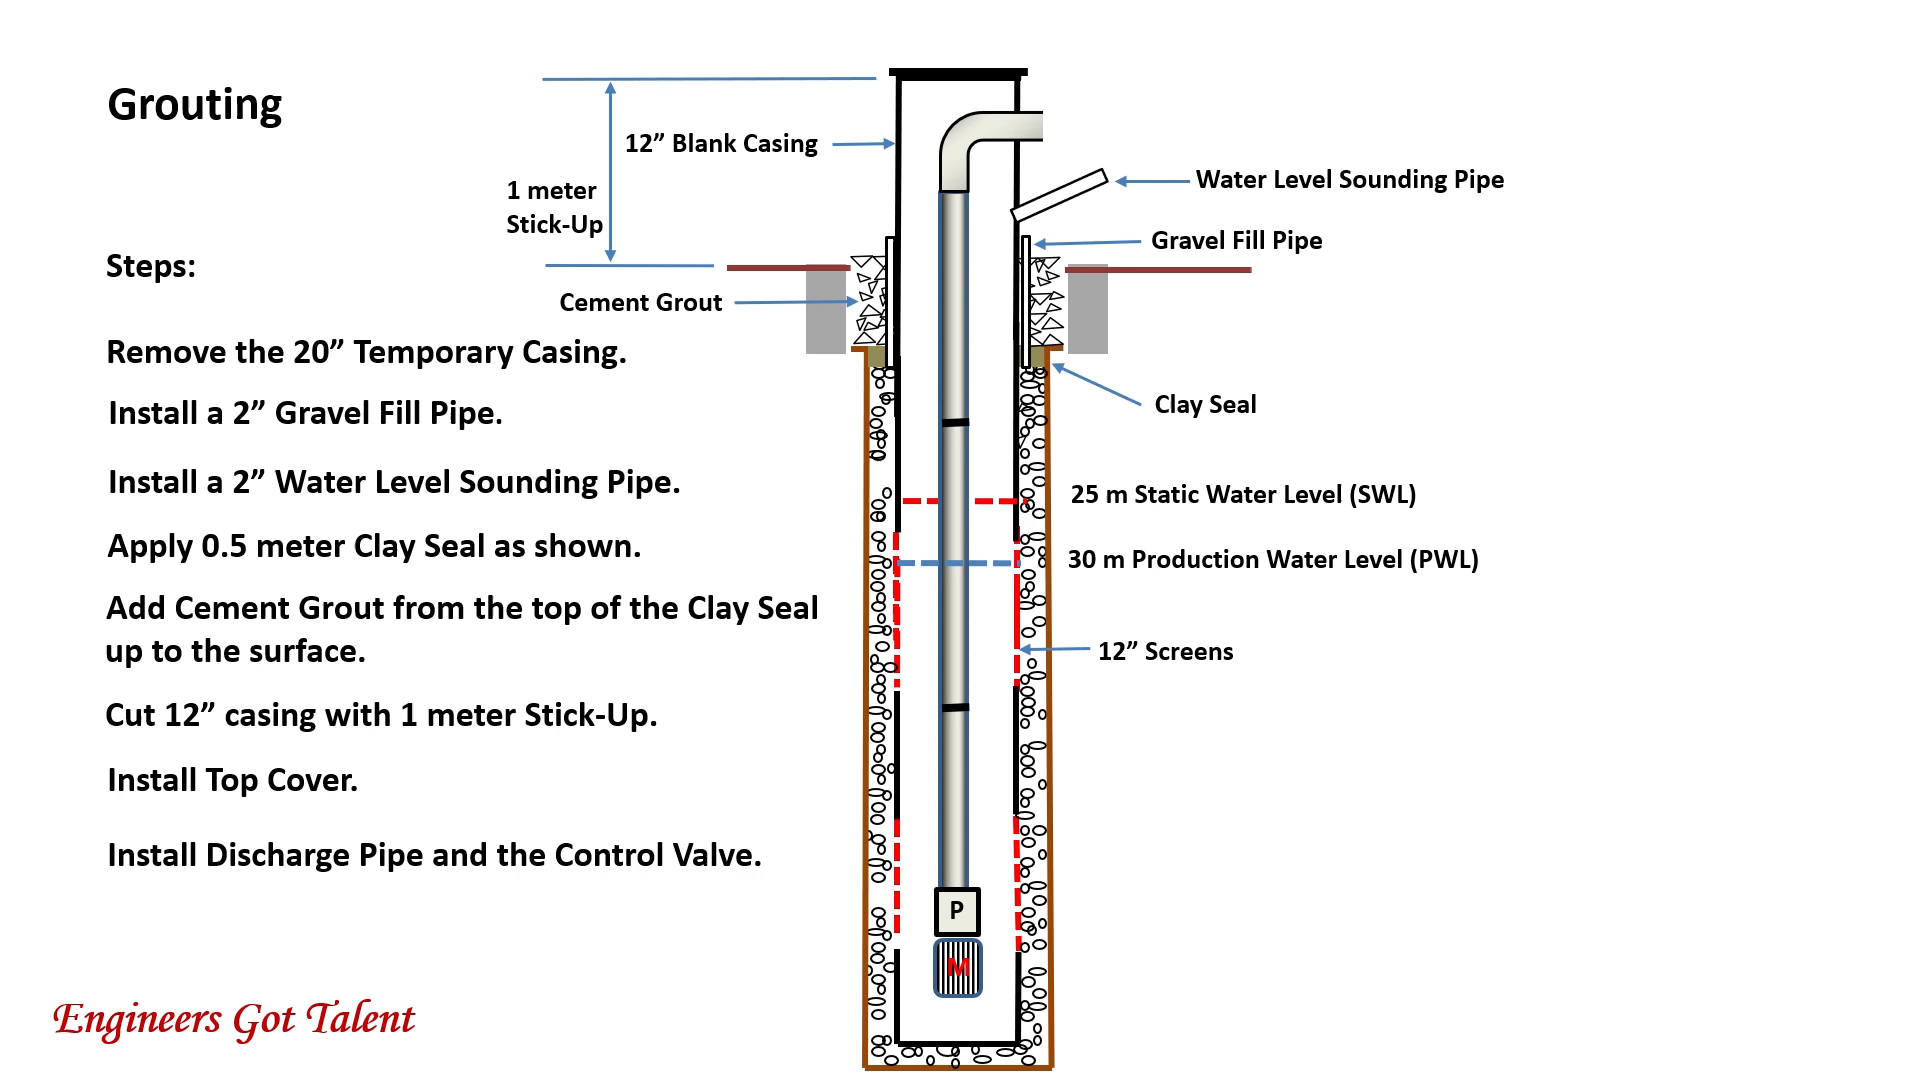 Grouting
12” Blank Casing
1 meter
Stick-Up
Water Level Sounding Pipe
Gravel Fill Pipe
Steps:
Cement Grout
Remove the 20” Temporary Casing.
Install a 2” Gravel Fill Pipe.
Clay Seal
Install a 2” Water Level Sounding Pipe.
25 m Static Water Level (SWL)
Apply 0.5 meter Clay Seal as shown.
30 m Production Water Level (PWL)
Add Cement Grout from the top of the Clay Seal
up to the surface.
12” Screens
Cut 12” casing with 1 meter Stick-Up.
Install Top Cover.
Install Discharge Pipe and the Control Valve.
P
M
Engineers Got Talent